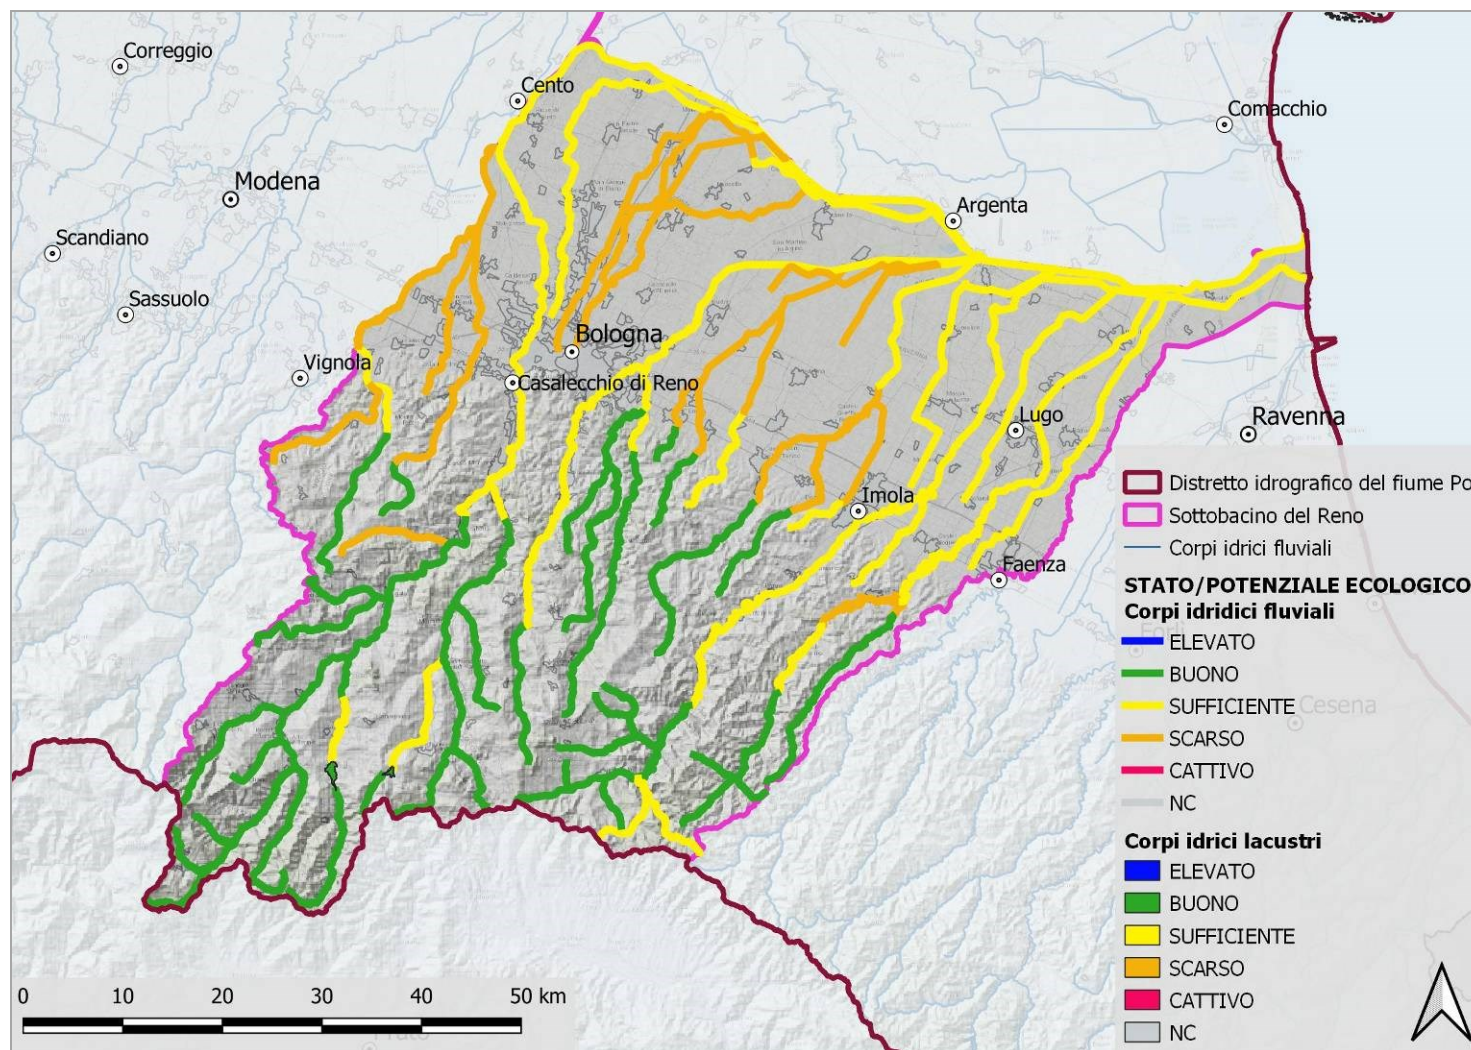 Correggio
Cento
Comacchio
Modena
Argenta
Scandiano
Sassuolo
Bologna
Vignola
Casalecchio di Reno
Lugo
Ravenna
Imola
Faenza
Cesena
Prato
Distretto idrografico del fiume Po
Sottobacino del Reno
Corpi idrici fluviali
STATO/POTENZIALE ECOLOGICO
Corpi idridici fluviali
ELEVATO
BUONO
SUFFICIENTE
SCARSO
CATTIVO
NC
Corpi idrici lacustri
ELEVATO
BUONO
SUFFICIENTE
SCARSO
CATTIVO
NC
0 10 20 30 40 50 km